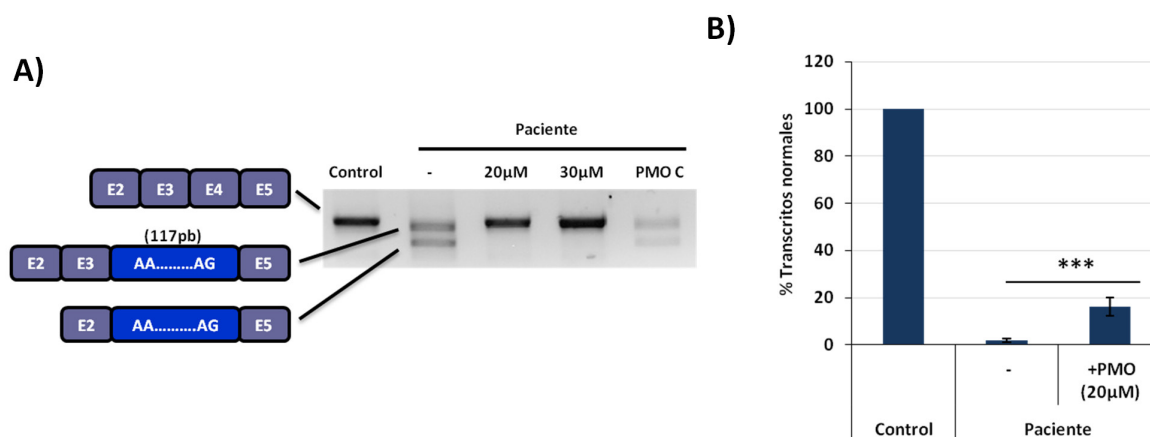 A)
Paciente
Control - 20µM 30µM PMO C
E2 E3 E4 E5
(117pb)
E2 E3 AA.........AG E5
E2 AA..........AG E5
B)
% Transcritos normales
120
100
80
60
40
20
0
***
- +PMO
(20µM)
Control Paciente